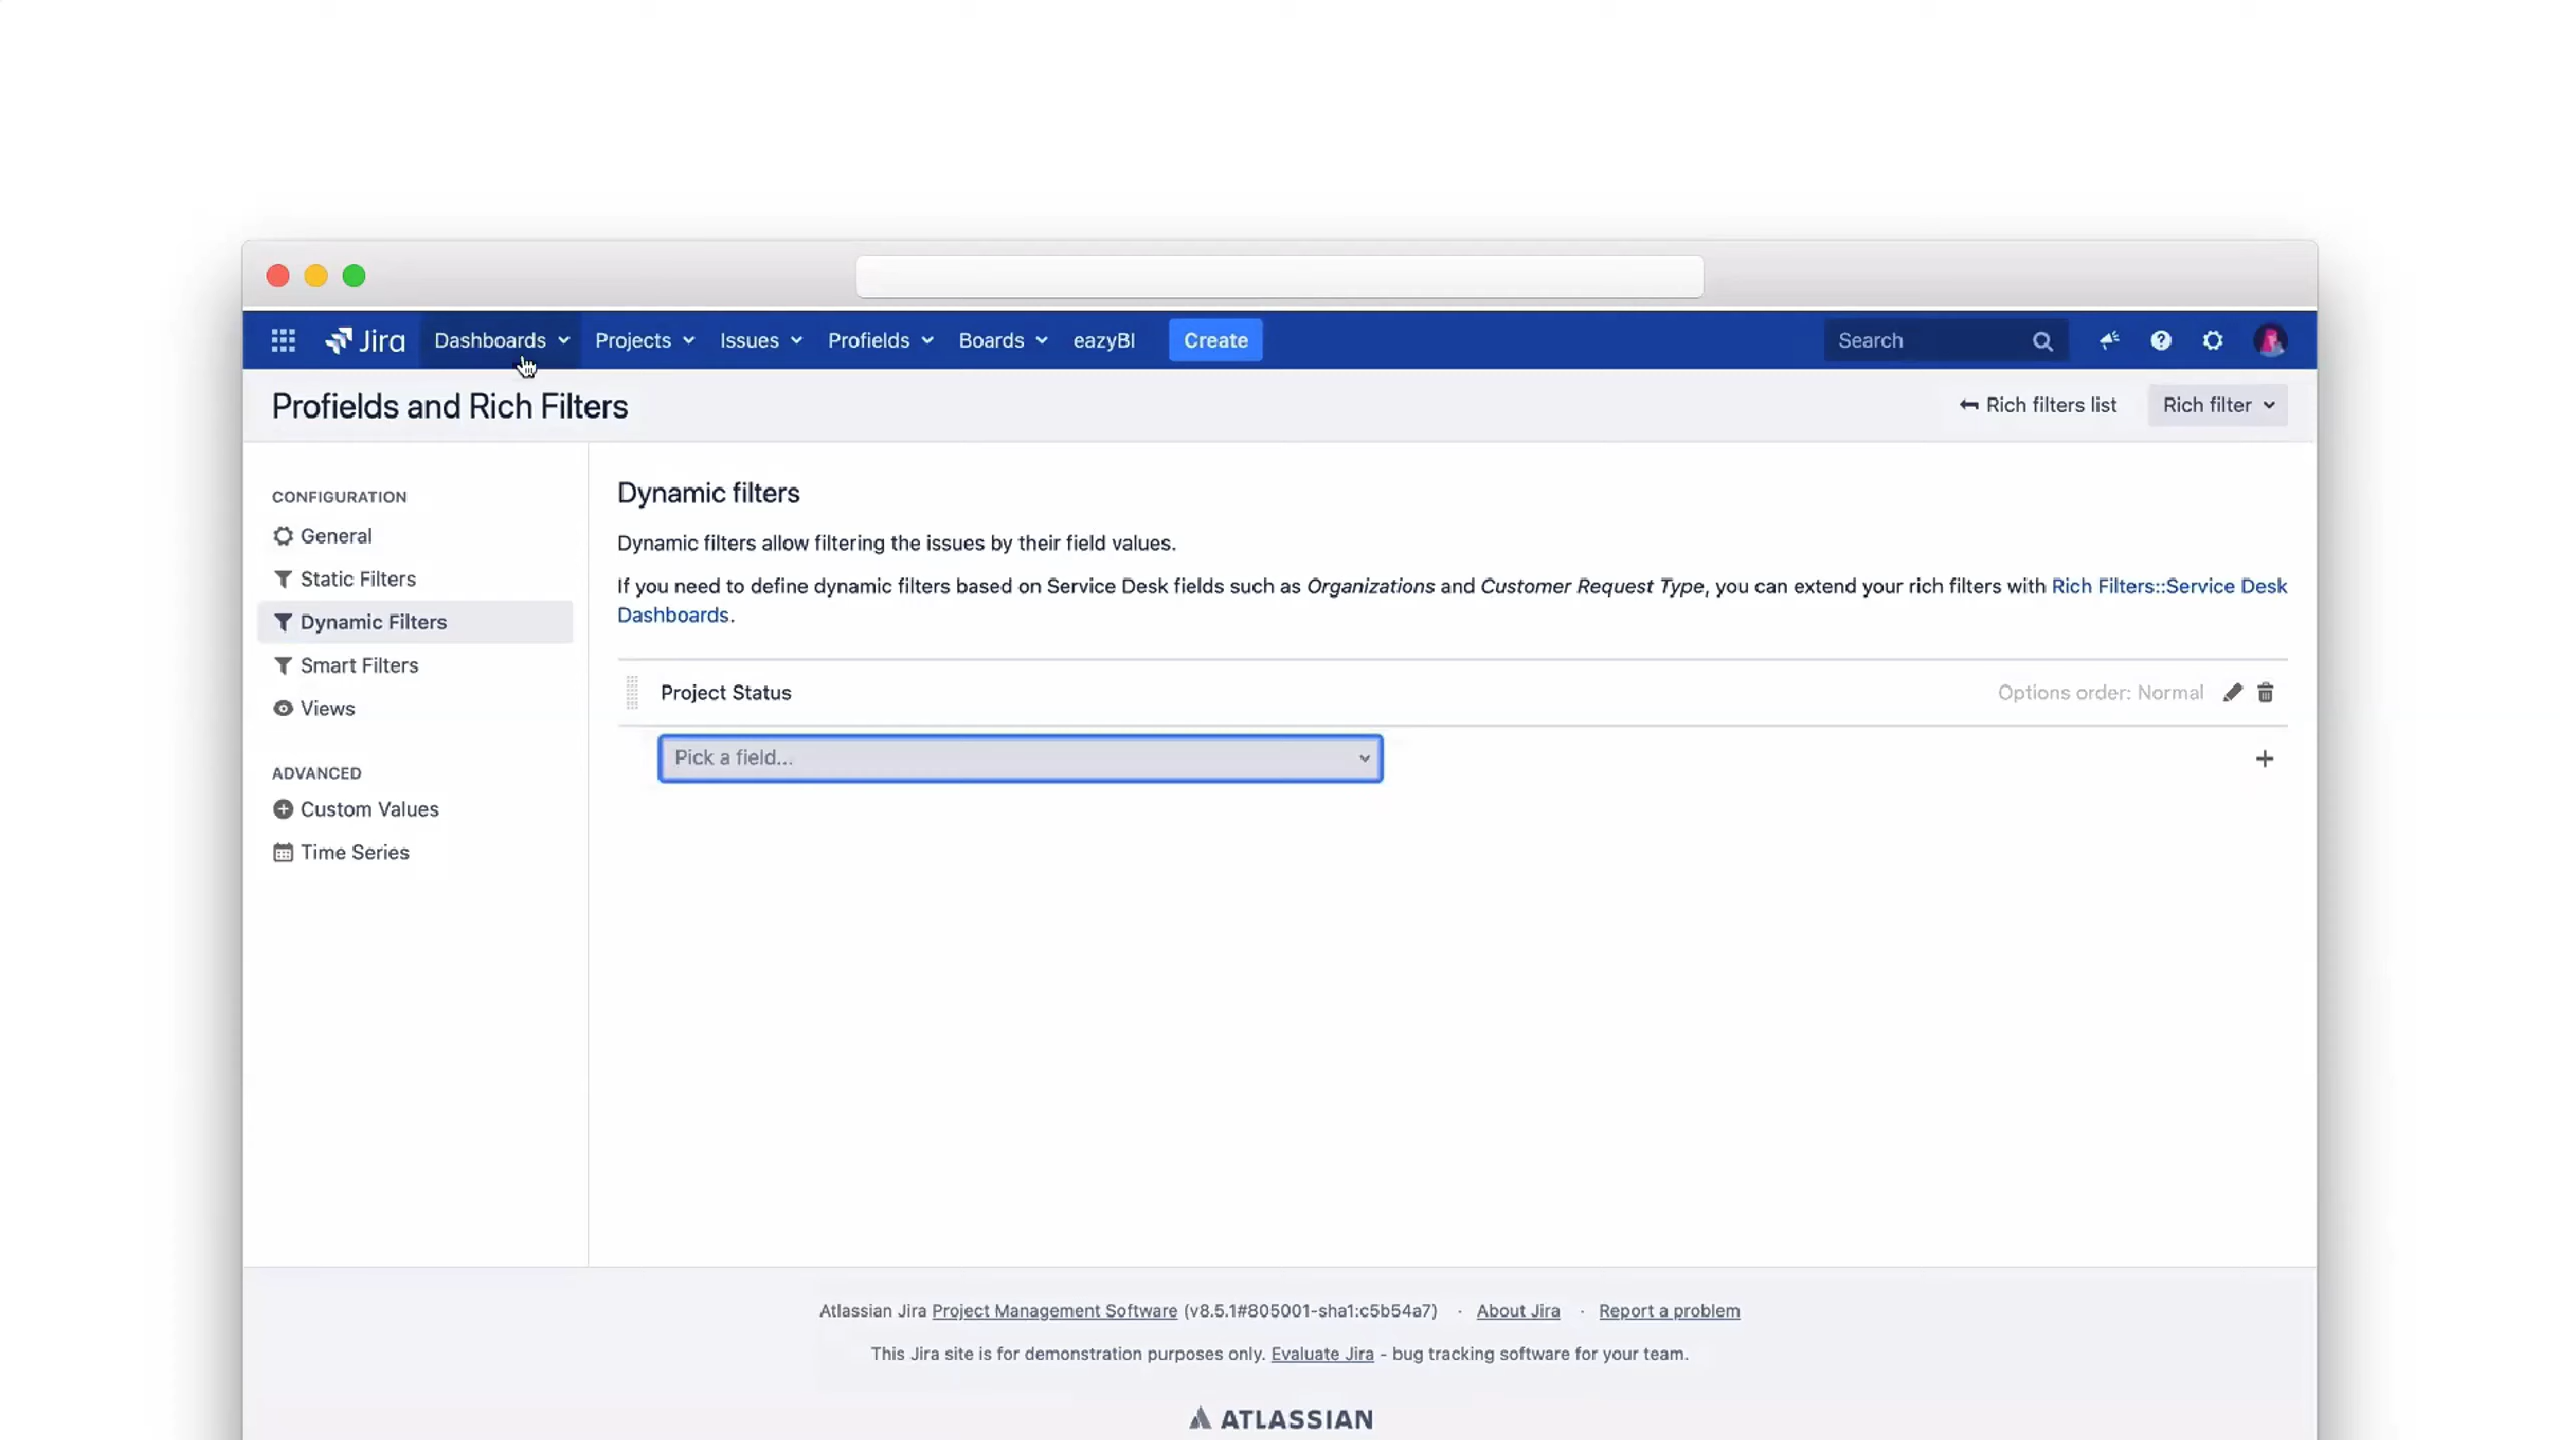 Jira Dashboards Projects Issues Profields Boards eazyBI Create Search
Profields and Rich Filters
Rich filters list Rich filter
CONFIGURATION
General
Static Filters
Dynamic Filters
Smart Filters
Views
ADVANCED
Custom Values
Time Series
Dynamic filters
Dynamic filters allow filtering the issues by their field values.
If you need to define dynamic filters based on Service Desk fields such as Organizations and Customer Request Type, you can extend your rich filters with Rich Filters::Service Desk
Dashboards.
Project Status Options order: Normal
Pick a field...
Atlassian Jira Project Management Software (v8.5.1#805001-sha1:c5b54a7) · About Jira · Report a problem
This Jira site is for demonstration purposes only. Evaluate Jira - bug tracking software for your team.
ATLASSIAN